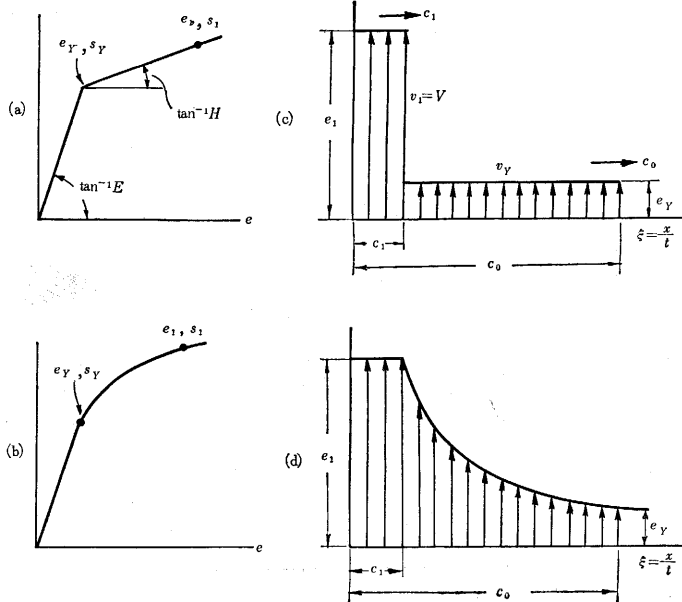 (a)
e_v, s_1
e_Y, s_Y
tan⁻¹H
tan⁻¹E
e
(c)
c_1
e_1
v_1=V
v_Y
c_0
e_Y
c_1
ξ=x/t
c_0
(b)
e_1, s_1
e_Y, s_Y
e
(d)
e_1
e_Y
c_1
ξ=x/t
c_0